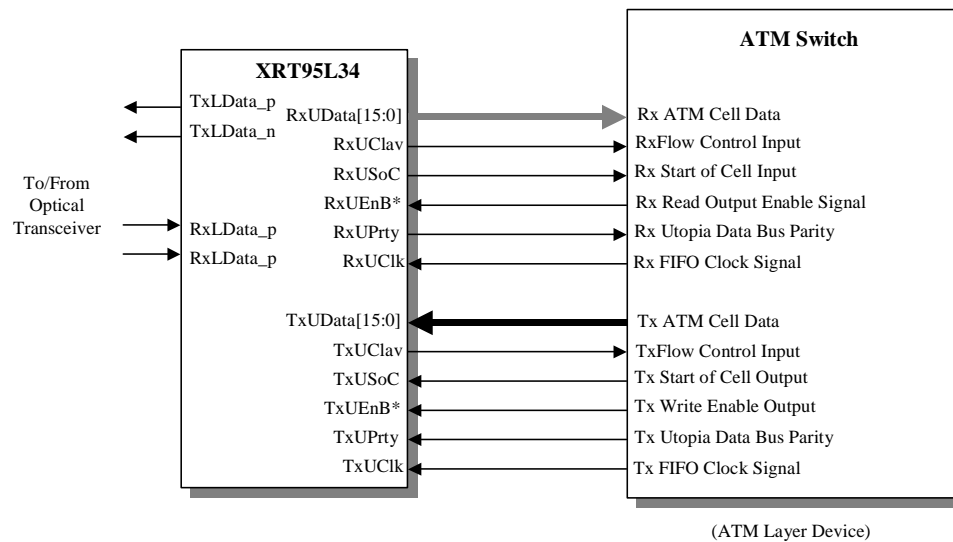 ATM Switch
XRT95L34
TxLData_p
TxLData_n
To/From
Optical
Transceiver
RxLData_p
RxLData_p
RxUData[15:0]
RxUClav
RxUSoC
RxUEnB*
RxUPrty
RxUClk
TxUData[15:0]
TxUClav
TxUSoC
TxUEnB*
TxUPrty
TxUClk
Rx ATM Cell Data
RxFlow Control Input
Rx Start of Cell Input
Rx Read Output Enable Signal
Rx Utopia Data Bus Parity
Rx FIFO Clock Signal
Tx ATM Cell Data
TxFlow Control Input
Tx Start of Cell Output
Tx Write Enable Output
Tx Utopia Data Bus Parity
Tx FIFO Clock Signal
(ATM Layer Device)